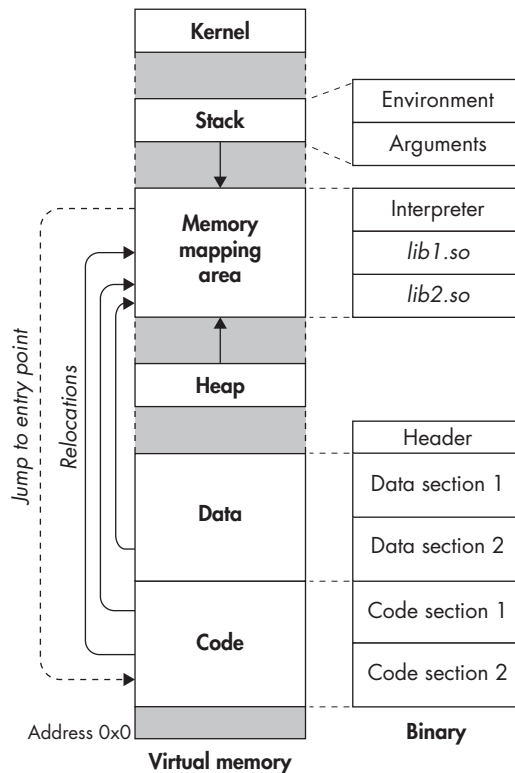 Kernel
Stack
Environment
Arguments
Memory
mapping
area
Interpreter
lib1.so
lib2.so
Jump to entry point
Relocations
Heap
Header
Data
Data section 1
Data section 2
Code
Code section 1
Code section 2
Address 0x0
Virtual memory
Binary